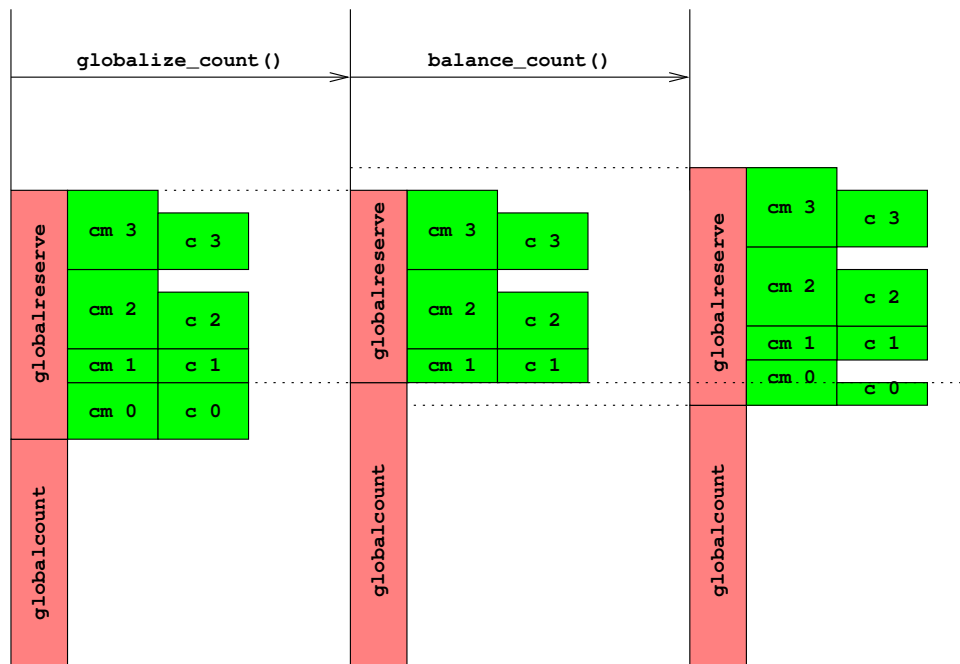 globalize_count()
balance_count()
globalreserve
cm 3
c 3
cm 2
c 2
cm 1
c 1
cm 0
c 0
globalcount
globalreserve
cm 3
c 3
cm 2
c 2
cm 1
c 1
globalcount
globalreserve
cm 3
c 3
cm 2
c 2
cm 1
c 1
cm 0
c 0
globalcount